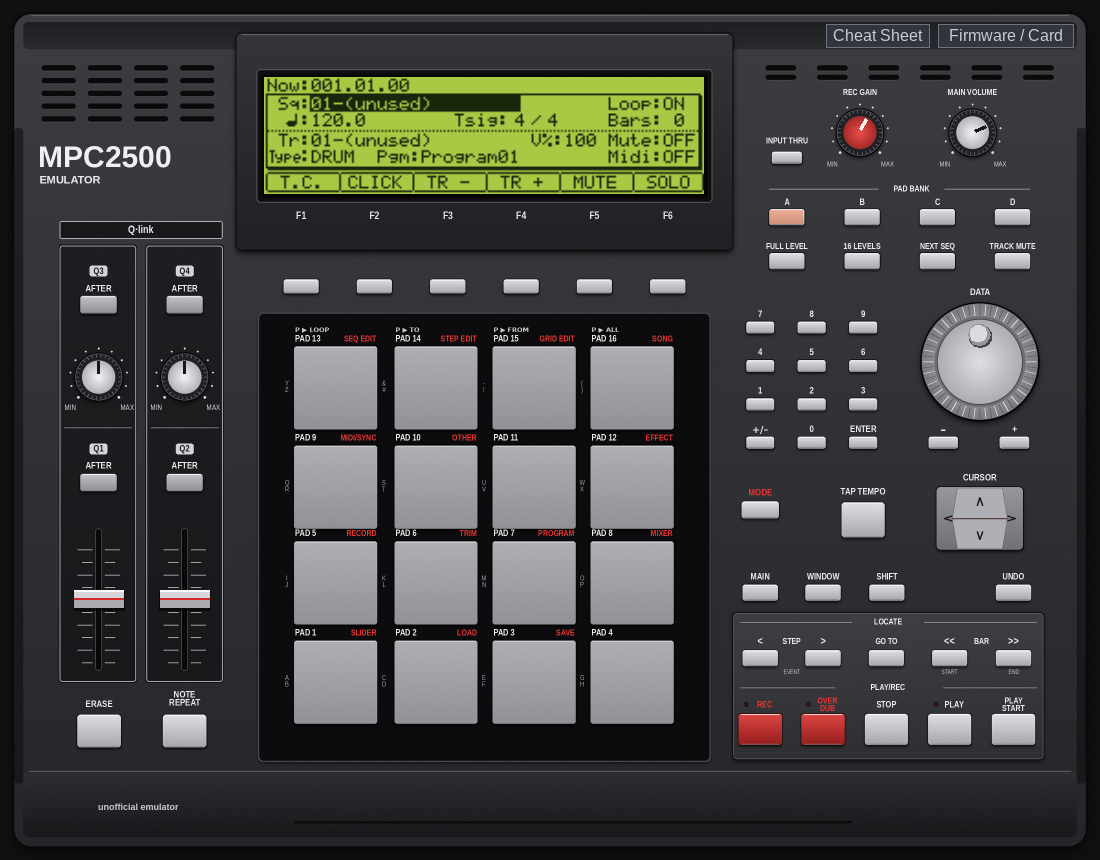 Cheat Sheet Firmware / Card
Now:001.01.00
Sq:01-(unused) Loop:ON
♩:120.0 Tsig: 4 / 4 Bars: 0
Tr:01-(unused) V%:100 Mute:OFF
Type:DRUM Pgm:Program01 Midi:OFF
T.C. CLICK TR - TR + MUTE SOLO
F1 F2 F3 F4 F5 F6
MPC2500
EMULATOR
REC GAIN MAIN VOLUME
INPUT THRU
MIN MAX MIN MAX
PAD BANK
A B C D
FULL LEVEL 16 LEVELS NEXT SEQ TRACK MUTE
Q-link
Q3 Q4
AFTER AFTER
MIN MAX MIN MAX
Q1 Q2
AFTER AFTER
ERASE
NOTE
REPEAT
P ▶ LOOP P ▶ TO P ▶ FROM P ▶ ALL
PAD 13 SEQ EDIT PAD 14 STEP EDIT PAD 15 GRID EDIT PAD 16 SONG
Y & - (
Z # ! )
PAD 9 MIDI/SYNC PAD 10 OTHER PAD 11 PAD 12 EFFECT
Q S U W
R T V X
PAD 5 RECORD PAD 6 TRIM PAD 7 PROGRAM PAD 8 MIXER
I K M O
J L N P
PAD 1 SLIDER PAD 2 LOAD PAD 3 SAVE PAD 4
A C E G
B D F H
DATA
7 8 9
4 5 6
1 2 3
+/− 0 ENTER − +
MODE
TAP TEMPO
CURSOR
∧
< >
∨
MAIN WINDOW SHIFT UNDO
LOCATE
< STEP > GO TO << BAR >>
EVENT START END
PLAY/REC
REC
OVER
DUB
STOP
PLAY
PLAY
START
unofficial emulator